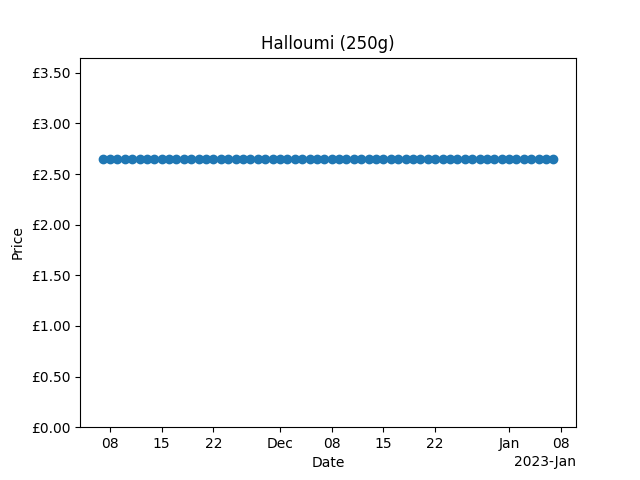 Halloumi (250g)
£3.50
£3.00
£2.50
£2.00
£1.50
£1.00
£0.50
£0.00
Price
08 15 22 Dec 08 15 22 Jan 08
Date
2023-Jan